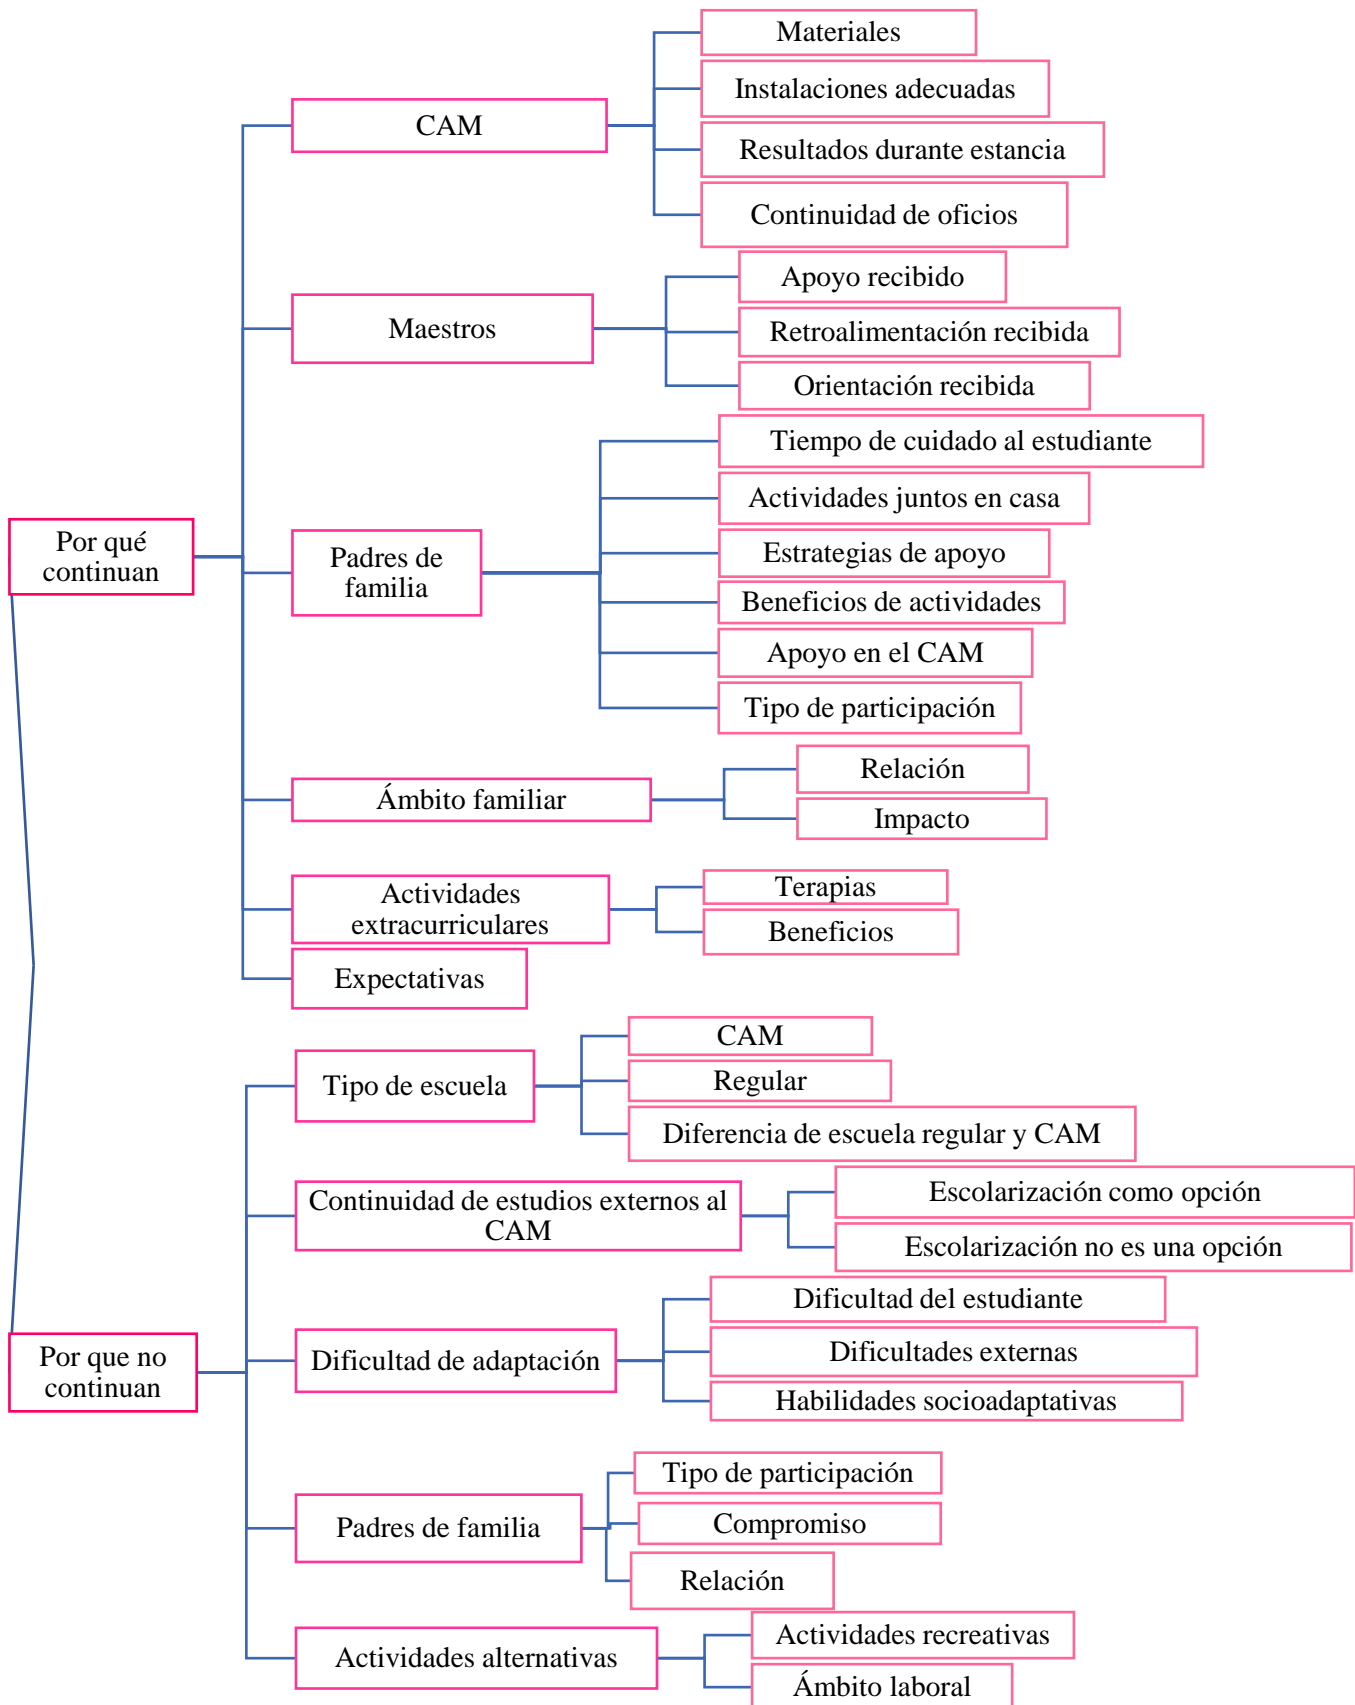 Por qué
continuan
CAM
Materiales
Instalaciones adecuadas
Resultados durante estancia
Continuidad de oficios
Maestros
Apoyo recibido
Retroalimentación recibida
Orientación recibida
Padres de
familia
Tiempo de cuidado al estudiante
Actividades juntos en casa
Estrategias de apoyo
Beneficios de actividades
Apoyo en el CAM
Tipo de participación
Ámbito familiar
Relación
Impacto
Actividades
extracurriculares
Terapias
Beneficios
Expectativas
Por que no
continuan
Tipo de escuela
CAM
Regular
Diferencia de escuela regular y CAM
Continuidad de estudios externos al
CAM
Escolarización como opción
Escolarización no es una opción
Dificultad de adaptación
Dificultad del estudiante
Dificultades externas
Habilidades socioadaptativas
Padres de familia
Tipo de participación
Compromiso
Relación
Actividades alternativas
Actividades recreativas
Ámbito laboral